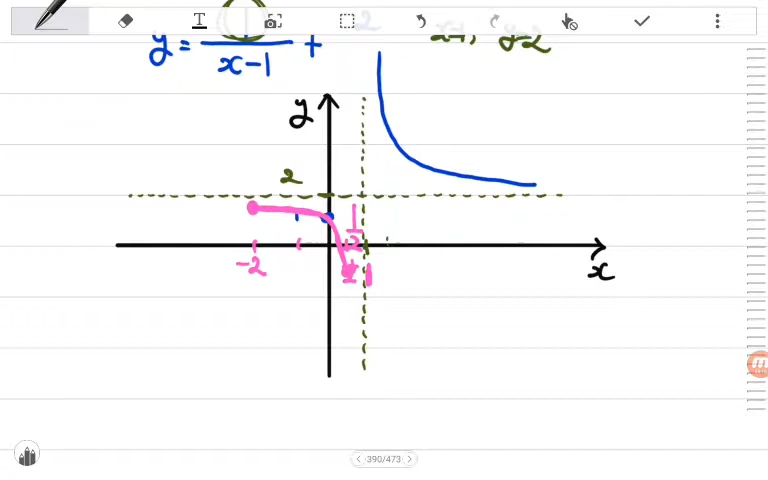 T
2
y = 1/(x-1) +
x=1, y=2
y
2
1/2
-2
1
x
390/473